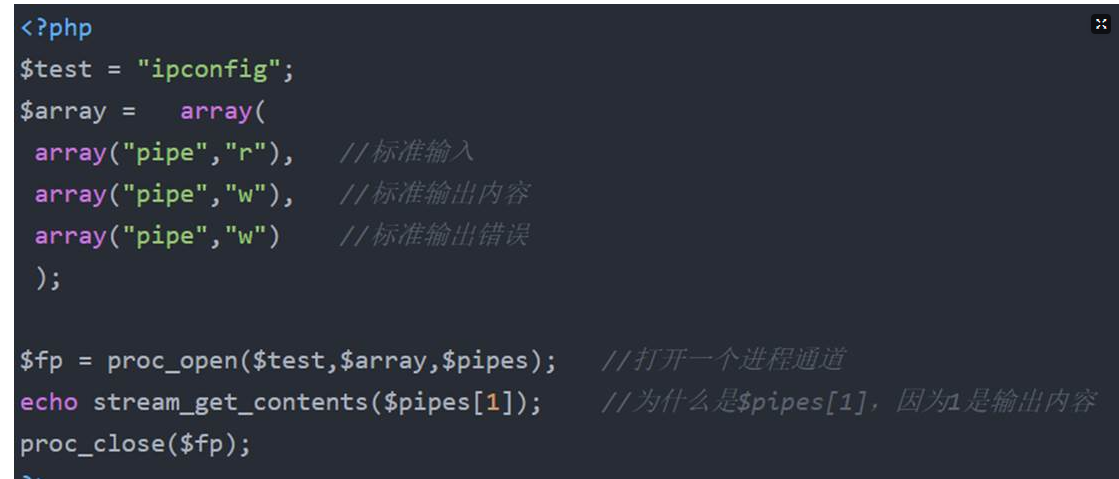 <?php
$test = "ipconfig";
$array =   array(
 array("pipe","r"),   //标准输入
 array("pipe","w"),   //标准输出内容
 array("pipe","w")    //标准输出错误
 );
$fp = proc_open($test,$array,$pipes);   //打开一个进程通道
echo stream_get_contents($pipes[1]);    //为什么是$pipes[1]，因为1是输出内容
proc_close($fp);